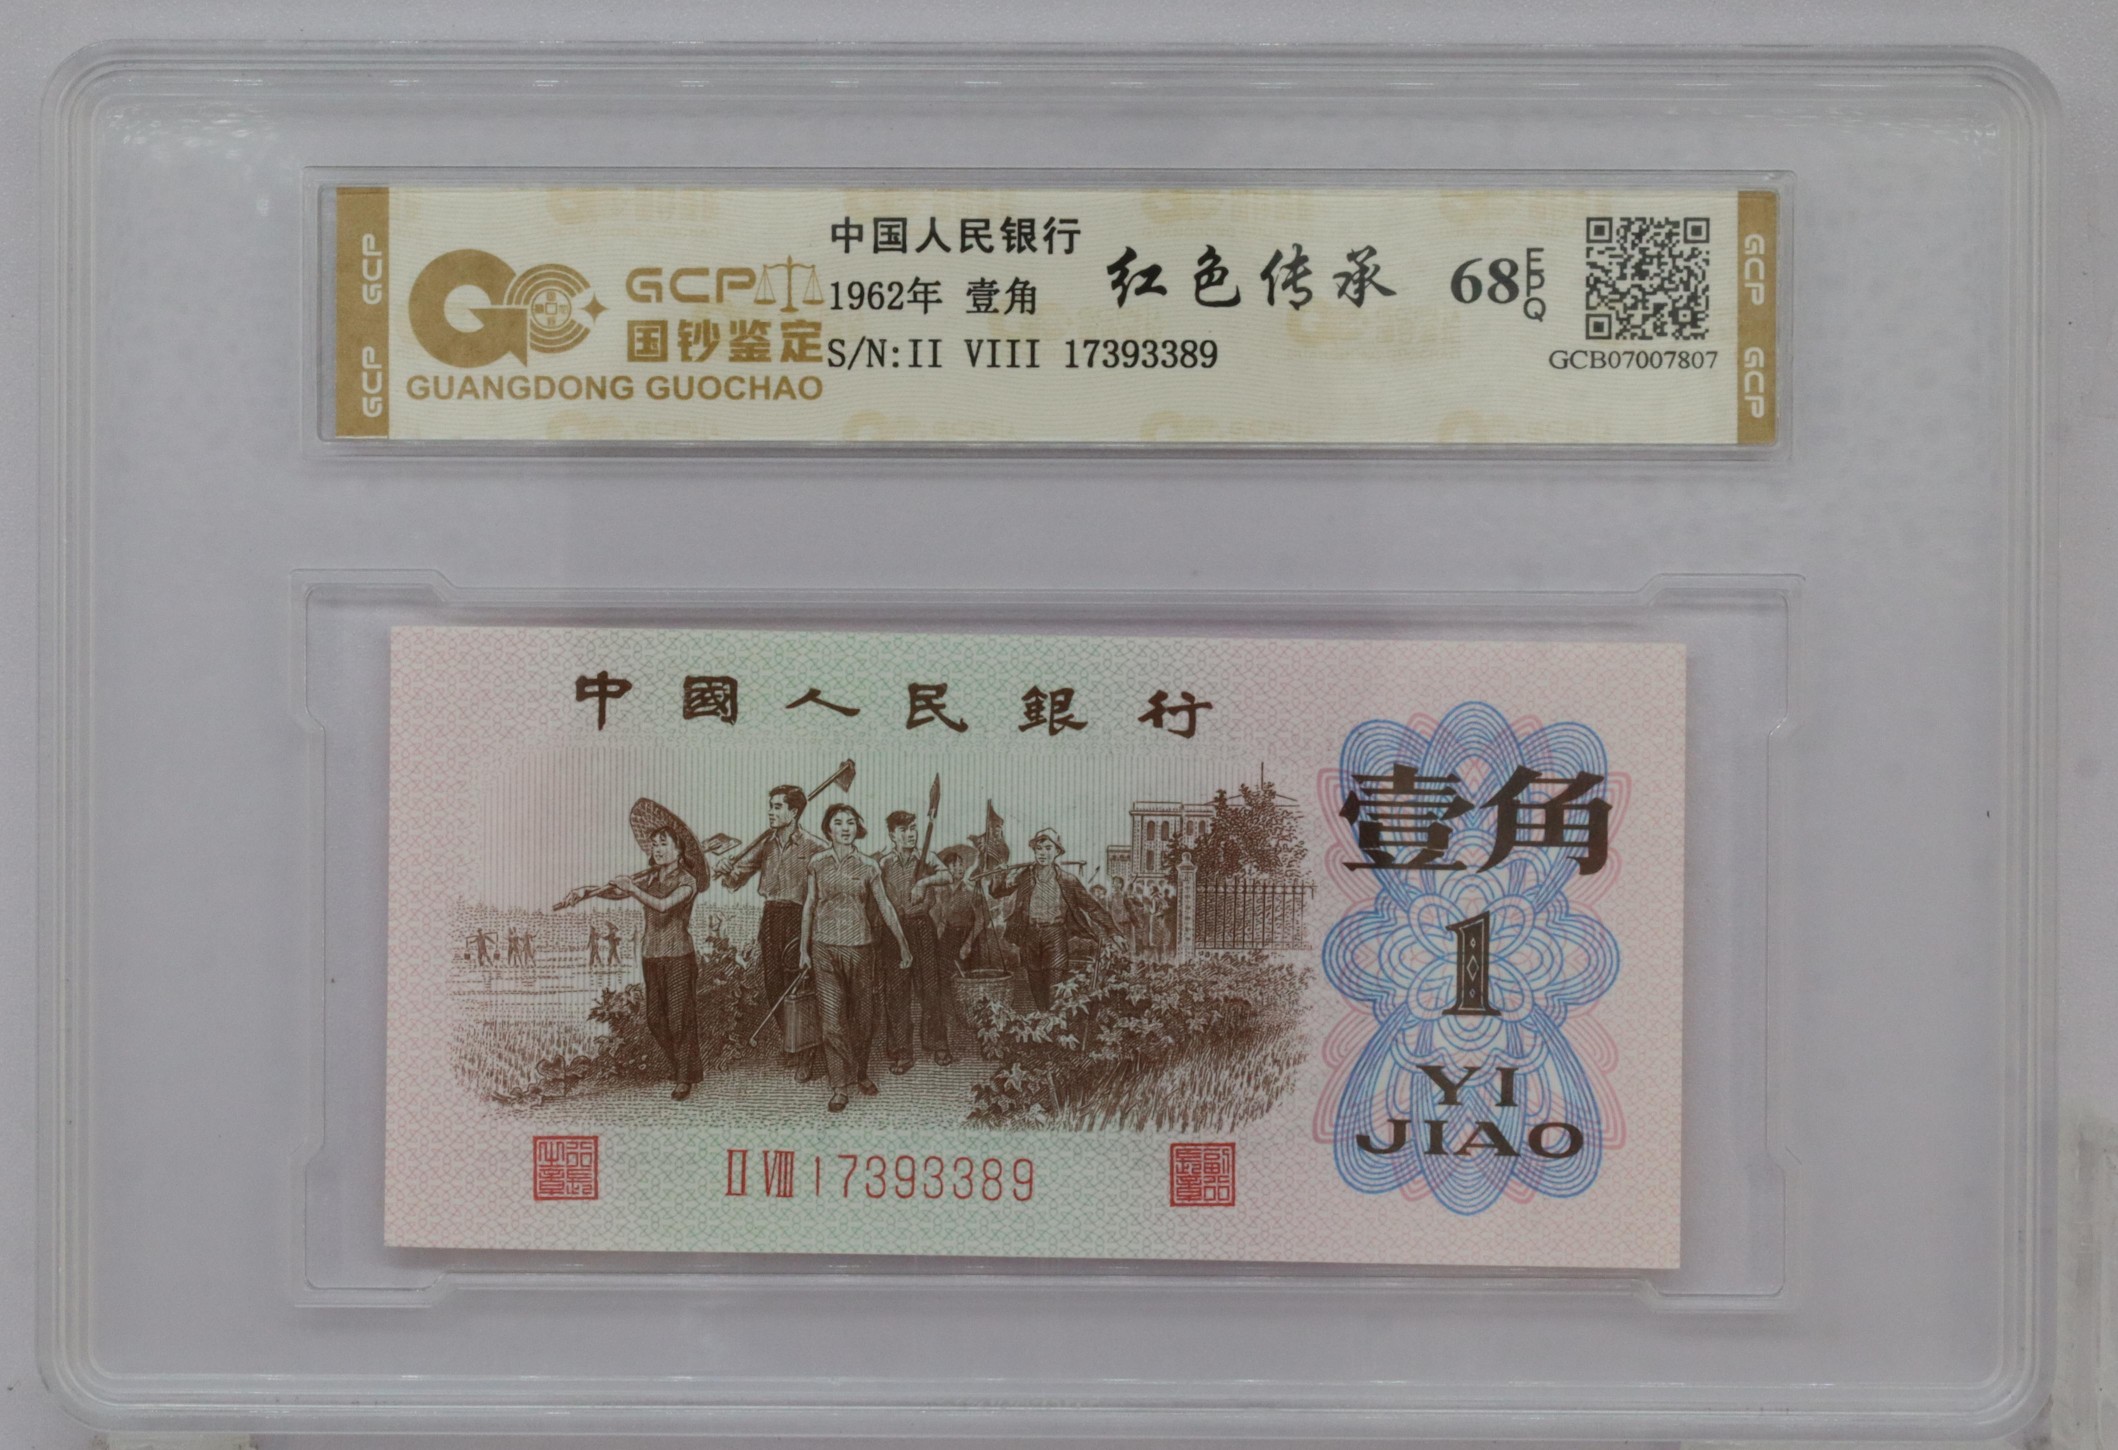 GCP GCP
中国人民银行
GCP
国钞鉴定
GUANGDONG GUOCHAO
1962年 壹角
S/N:II VIII 17393389
红色传承
68 EPQ
GCB07007807
GCP GCP
中國人民銀行
壹角
1
YI
JIAO
II VIII 17393389